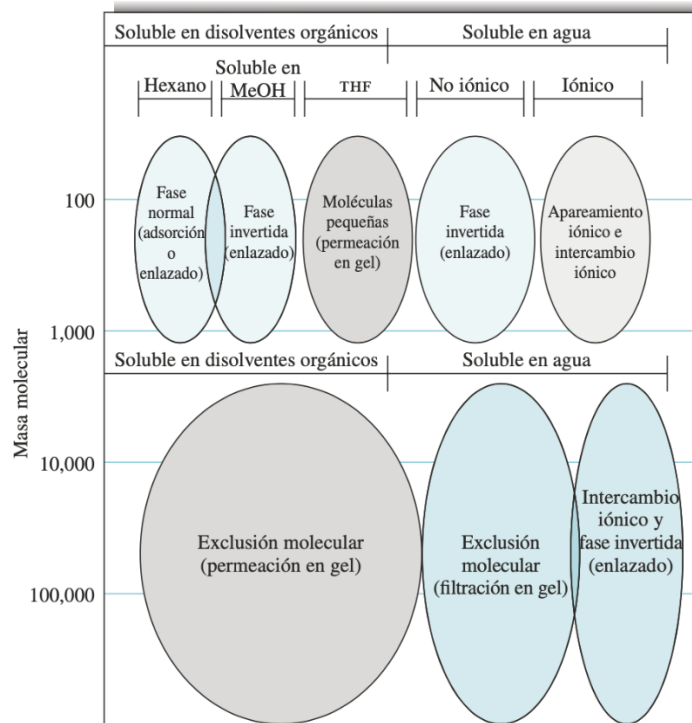 Soluble en disolventes orgánicos
Soluble en agua
Hexano
Soluble en
MeOH
THF
No iónico
Iónico
Masa molecular
100
1,000
10,000
100,000
Fase
normal
(adsorción
o
enlazado)
Fase
invertida
(enlazado)
Moléculas
pequeñas
(permeación
en gel)
Fase
invertida
(enlazado)
Apareamiento
iónico e
intercambio
iónico
Soluble en disolventes orgánicos
Soluble en agua
Exclusión molecular
(permeación en gel)
Exclusión
molecular
(filtración en gel)
Intercambio
iónico y
fase invertida
(enlazado)